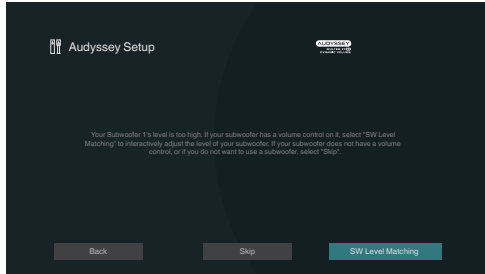 Audyssey Setup
AUDYSSEY
Your Subwoofer 1's level is too high. If your subwoofer has a volume control on it, select "SW Level
Matching" to interactively adjust the level of your subwoofer. If your subwoofer does not have a volume
control, or if you do not want to use a subwoofer, select "Skip".
Back
Skip
SW Level Matching